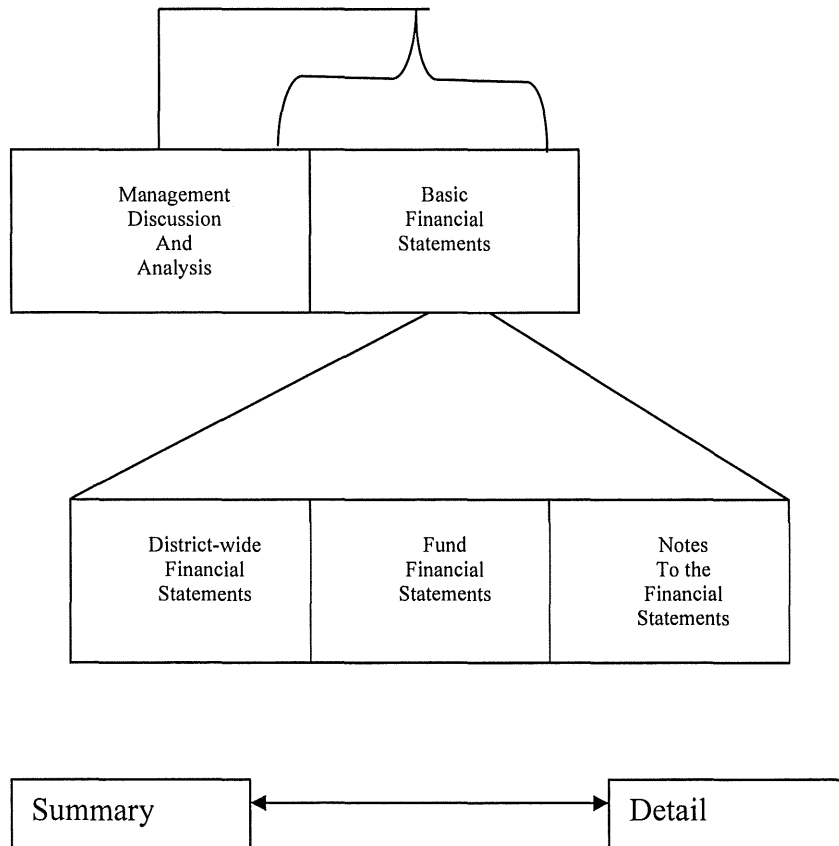 Management
Discussion
And
Analysis
Basic
Financial
Statements
District-wide
Financial
Statements
Fund
Financial
Statements
Notes
To the
Financial
Statements
Summary
Detail